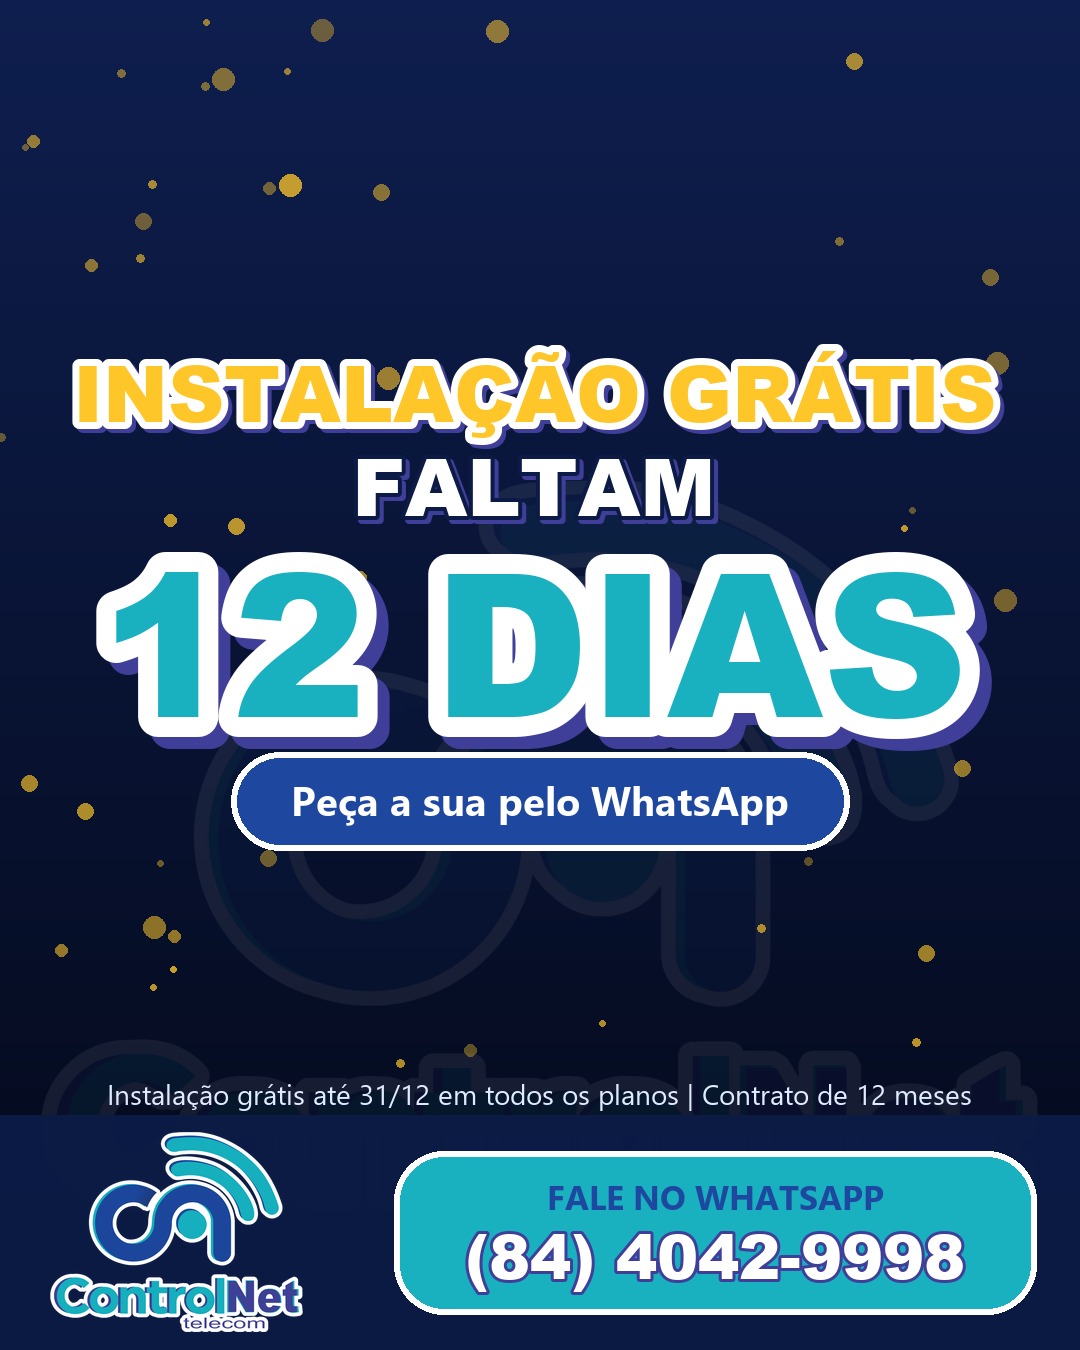 INSTALAÇÃO GRÁTIS
FALTAM
12 DIAS
Peça a sua pelo WhatsApp
Instalação grátis até 31/12 em todos os planos | Contrato de 12 meses
ControlNet
telecom
FALE NO WHATSAPP
(84) 4042-9998